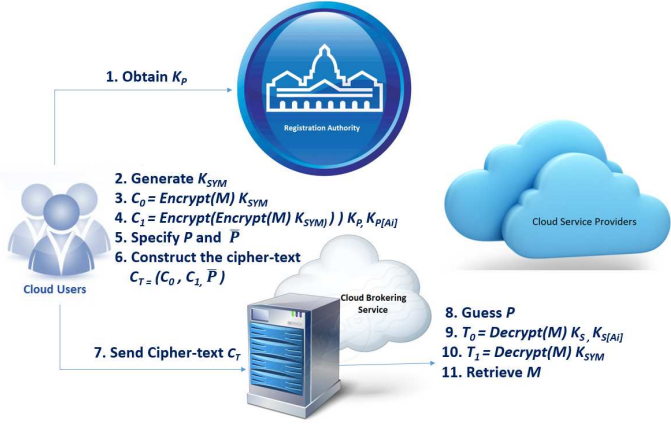 1. Obtain K_P
Registration Authority
2. Generate K_SYM
3. C_0 = Encrypt(M) K_SYM
4. C_1 = Encrypt(Encrypt(M) K_SYM) ) ) K_P, K_P[Ai]
5. Specify P and P̅
6. Construct the cipher-text
C_T = (C_0 , C_1, P̅ )
Cloud Users
Cloud Service Providers
Cloud Brokering
Service
7. Send Cipher-text C_T
8. Guess P
9. T_0 = Decrypt(M) K_S , K_S[Ai]
10. T_1 = Decrypt(M) K_SYM
11. Retrieve M